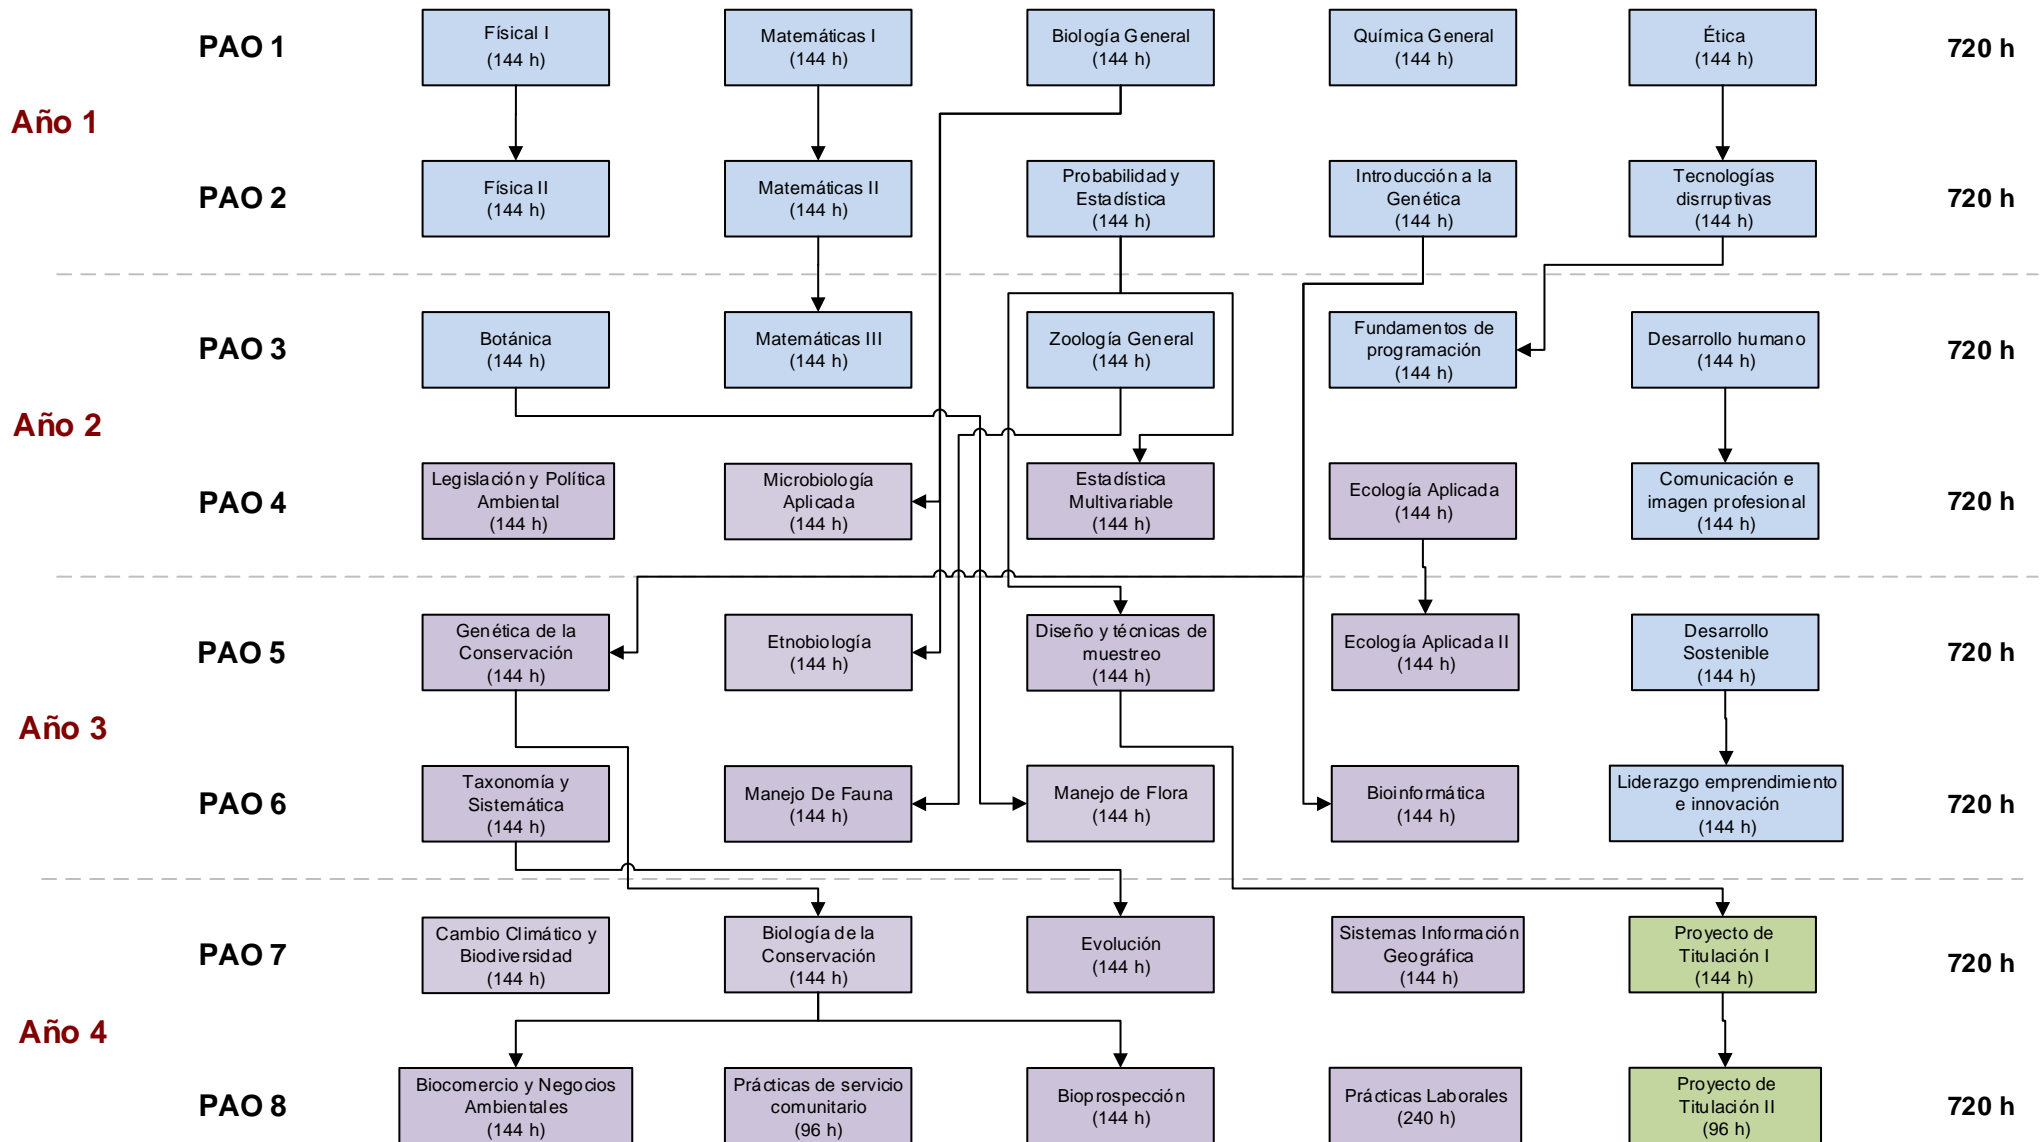 PAO 1
Físical I
(144 h)
Matemáticas I
(144 h)
Biología General
(144 h)
Química General
(144 h)
Ética
(144 h)
720 h
Año 1
PAO 2
Física II
(144 h)
Matemáticas II
(144 h)
Probabilidad y
Estadística
(144 h)
Introducción a la
Genética
(144 h)
Tecnologías
disrruptivas
(144 h)
720 h
PAO 3
Botánica
(144 h)
Matemáticas III
(144 h)
Zoología General
(144 h)
Fundamentos de
programación
(144 h)
Desarrollo humano
(144 h)
720 h
Año 2
PAO 4
Legislación y Política
Ambiental
(144 h)
Microbiología
Aplicada
(144 h)
Estadística
Multivariable
(144 h)
Ecología Aplicada
(144 h)
Comunicación e
imagen profesional
(144 h)
720 h
PAO 5
Genética de la
Conservación
(144 h)
Etnobiología
(144 h)
Diseño y técnicas de
muestreo
(144 h)
Ecología Aplicada II
(144 h)
Desarrollo
Sostenible
(144 h)
720 h
Año 3
PAO 6
Taxonomía y
Sistemática
(144 h)
Manejo De Fauna
(144 h)
Manejo de Flora
(144 h)
Bioinformática
(144 h)
Liderazgo emprendimiento
e innovación
(144 h)
720 h
PAO 7
Cambio Climático y
Biodiversidad
(144 h)
Biología de la
Conservación
(144 h)
Evolución
(144 h)
Sistemas Información
Geográfica
(144 h)
Proyecto de
Titulación I
(144 h)
720 h
Año 4
PAO 8
Biocomercio y Negocios
Ambientales
(144 h)
Prácticas de servicio
comunitario
(96 h)
Bioprospección
(144 h)
Prácticas Laborales
(240 h)
Proyecto de
Titulación II
(96 h)
720 h